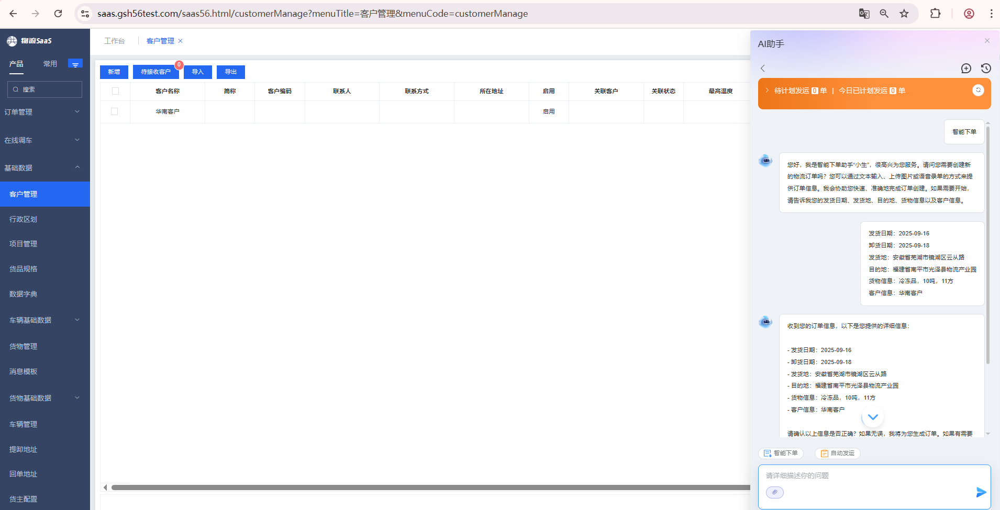 saas.gsh56test.com/saas56.html/customerManage?menuTitle=客户管理&menuCode=customerManage
物流SaaS
产品 常用
搜索
订单管理
在线调车
基础数据
客户管理
行政区划
项目管理
货品规格
数据字典
车辆基础数据
货物管理
消息模板
货物基础数据
车辆管理
提卸地址
回单地址
货主配置
工作台 客户管理
新增 待接收客户 0 导入 导出
客户名称 简称 客户编码 联系人 联系方式 所在地址 启用 关联客户 关联状态 最高温度
华南客户 启用
AI助手
待计划发运 0 单 | 今日已计划发运 0 单
智能下单
您好，我是智能下单助手“小生”，很高兴为您服务。请问您需要创建新
的物流订单吗？您可以通过文本输入、上传图片或语音录单的方式来提
供订单信息。我会协助您快速、准确地完成订单创建。如果需要开始，
请告诉我您的发货日期、发货地、目的地、货物信息以及客户信息。
发货日期：2025-09-16
卸货日期：2025-09-18
发货地：安徽省芜湖市镜湖区云从路
目的地：福建省南平市光泽县物流产业园
货物信息：冷冻品，10吨，11方
客户信息：华南客户
收到您的订单信息，以下是您提供的详细信息：
- 发货日期：2025-09-16
- 卸货日期：2025-09-18
- 发货地：安徽省芜湖市镜湖区云从路
- 目的地：福建省南平市光泽县物流产业园
- 货物信息：冷冻品，10吨，11方
- 客户信息：华南客户
请确认以上信息是否正确？如果无误，我将为您生成订单。如果有需要
智能下单 自动发运
请详细描述你的问题